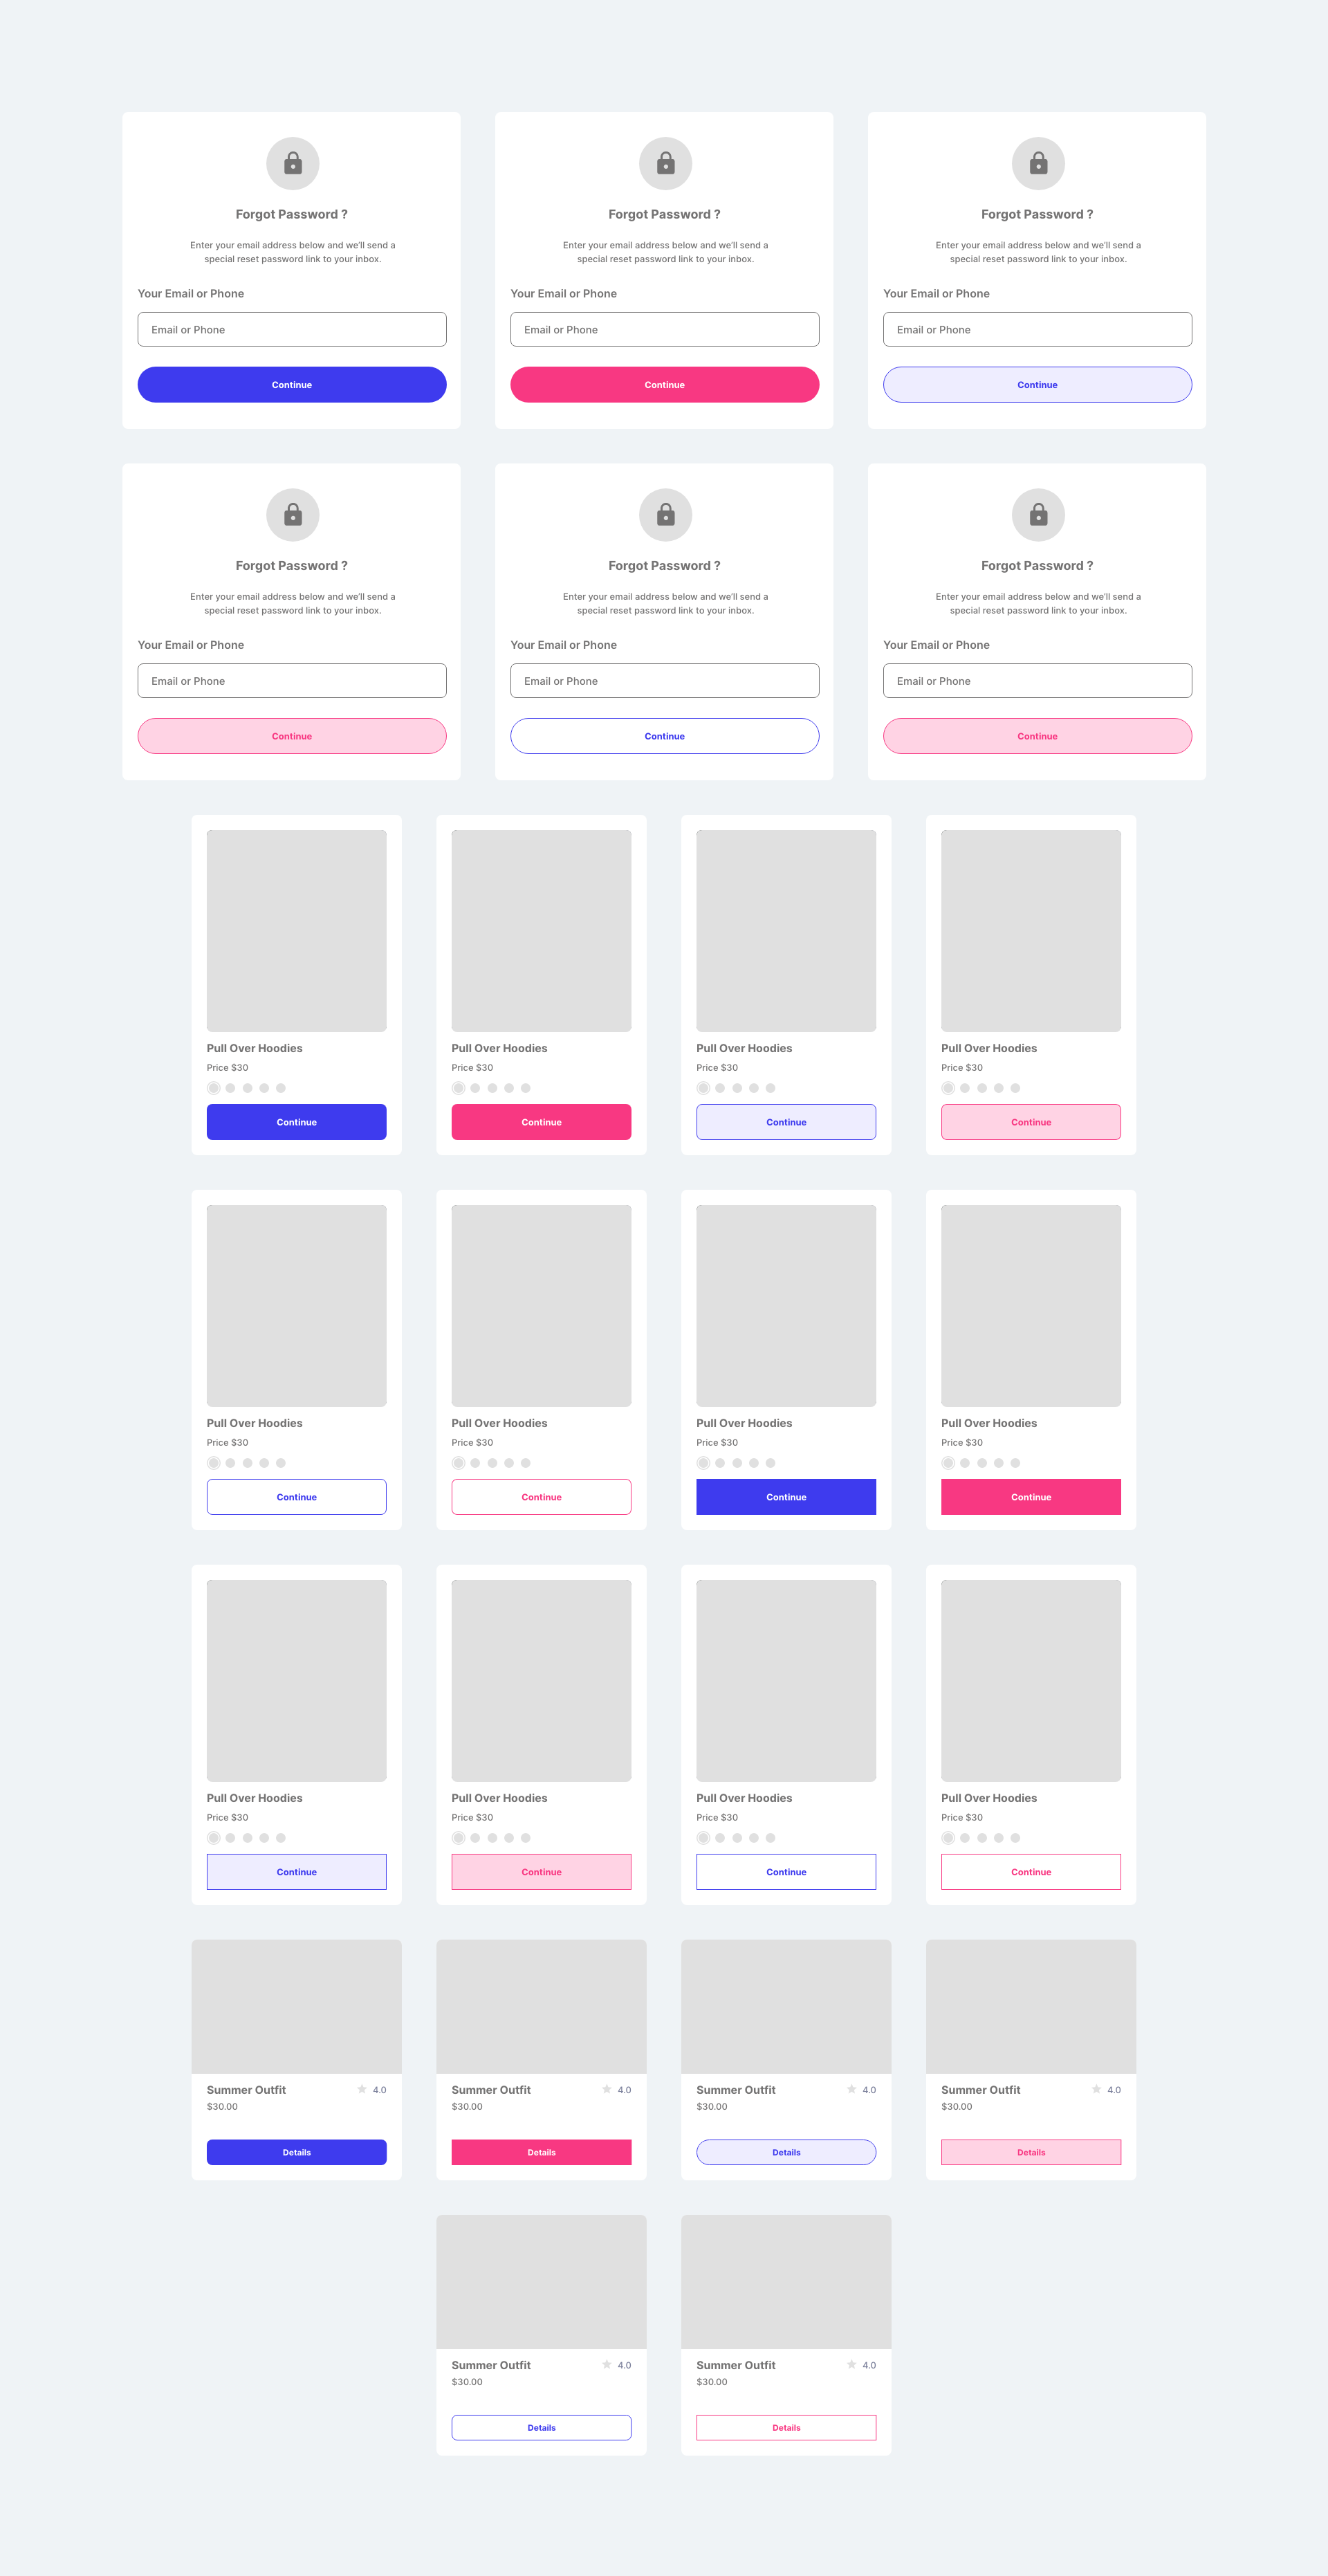 Forgot Password ?
Enter your email address below and we'll send a
special reset password link to your inbox.
Your Email or Phone
Email or Phone
Continue
Forgot Password ?
Enter your email address below and we'll send a
special reset password link to your inbox.
Your Email or Phone
Email or Phone
Continue
Forgot Password ?
Enter your email address below and we'll send a
special reset password link to your inbox.
Your Email or Phone
Email or Phone
Continue
Forgot Password ?
Enter your email address below and we'll send a
special reset password link to your inbox.
Your Email or Phone
Email or Phone
Continue
Forgot Password ?
Enter your email address below and we'll send a
special reset password link to your inbox.
Your Email or Phone
Email or Phone
Continue
Forgot Password ?
Enter your email address below and we'll send a
special reset password link to your inbox.
Your Email or Phone
Email or Phone
Continue
Pull Over Hoodies
Price $30
Continue
Pull Over Hoodies
Price $30
Continue
Pull Over Hoodies
Price $30
Continue
Pull Over Hoodies
Price $30
Continue
Pull Over Hoodies
Price $30
Continue
Pull Over Hoodies
Price $30
Continue
Pull Over Hoodies
Price $30
Continue
Pull Over Hoodies
Price $30
Continue
Pull Over Hoodies
Price $30
Continue
Pull Over Hoodies
Price $30
Continue
Pull Over Hoodies
Price $30
Continue
Pull Over Hoodies
Price $30
Continue
Summer Outfit 4.0
$30.00
Details
Summer Outfit 4.0
$30.00
Details
Summer Outfit 4.0
$30.00
Details
Summer Outfit 4.0
$30.00
Details
Summer Outfit 4.0
$30.00
Details
Summer Outfit 4.0
$30.00
Details